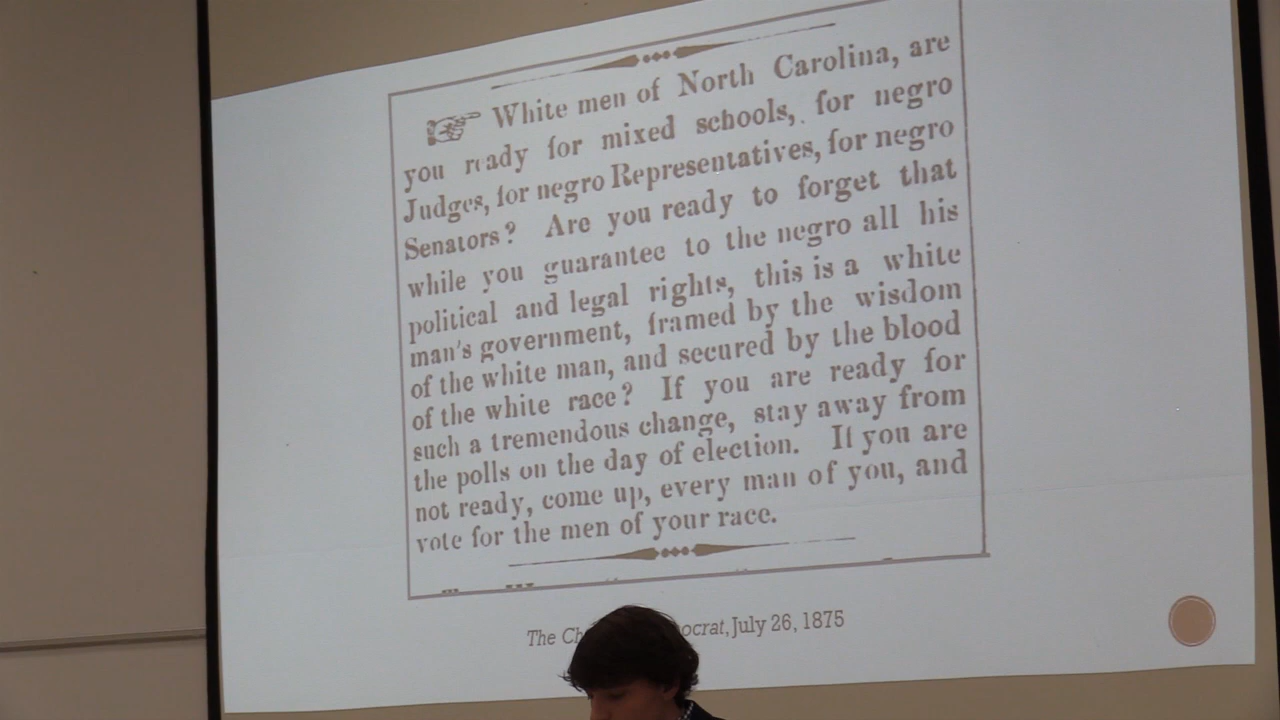 White men of North Carolina, are
you ready for mixed schools, for negro
Judges, for negro Representatives, for negro
Senators? Are you ready to forget that
while you guarantee to the negro all his
political and legal rights, this is a white
man's government, framed by the wisdom
of the white man, and secured by the blood
of the white race? If you are ready for
such a tremendous change, stay away from
the polls on the day of election. If you are
not ready, come up, every man of you, and
vote for the men of your race.
The July 26, 1875